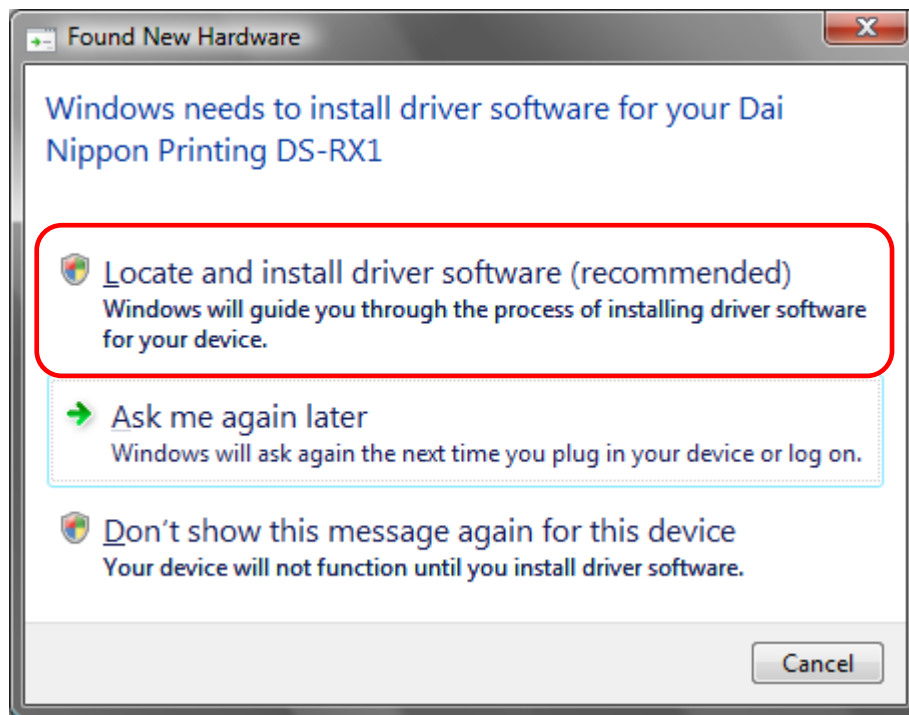 Found New Hardware
Windows needs to install driver software for your Dai
Nippon Printing DS-RX1
Locate and install driver software (recommended)
Windows will guide you through the process of installing driver software
for your device.
Ask me again later
Windows will ask again the next time you plug in your device or log on.
Don't show this message again for this device
Your device will not function until you install driver software.
Cancel